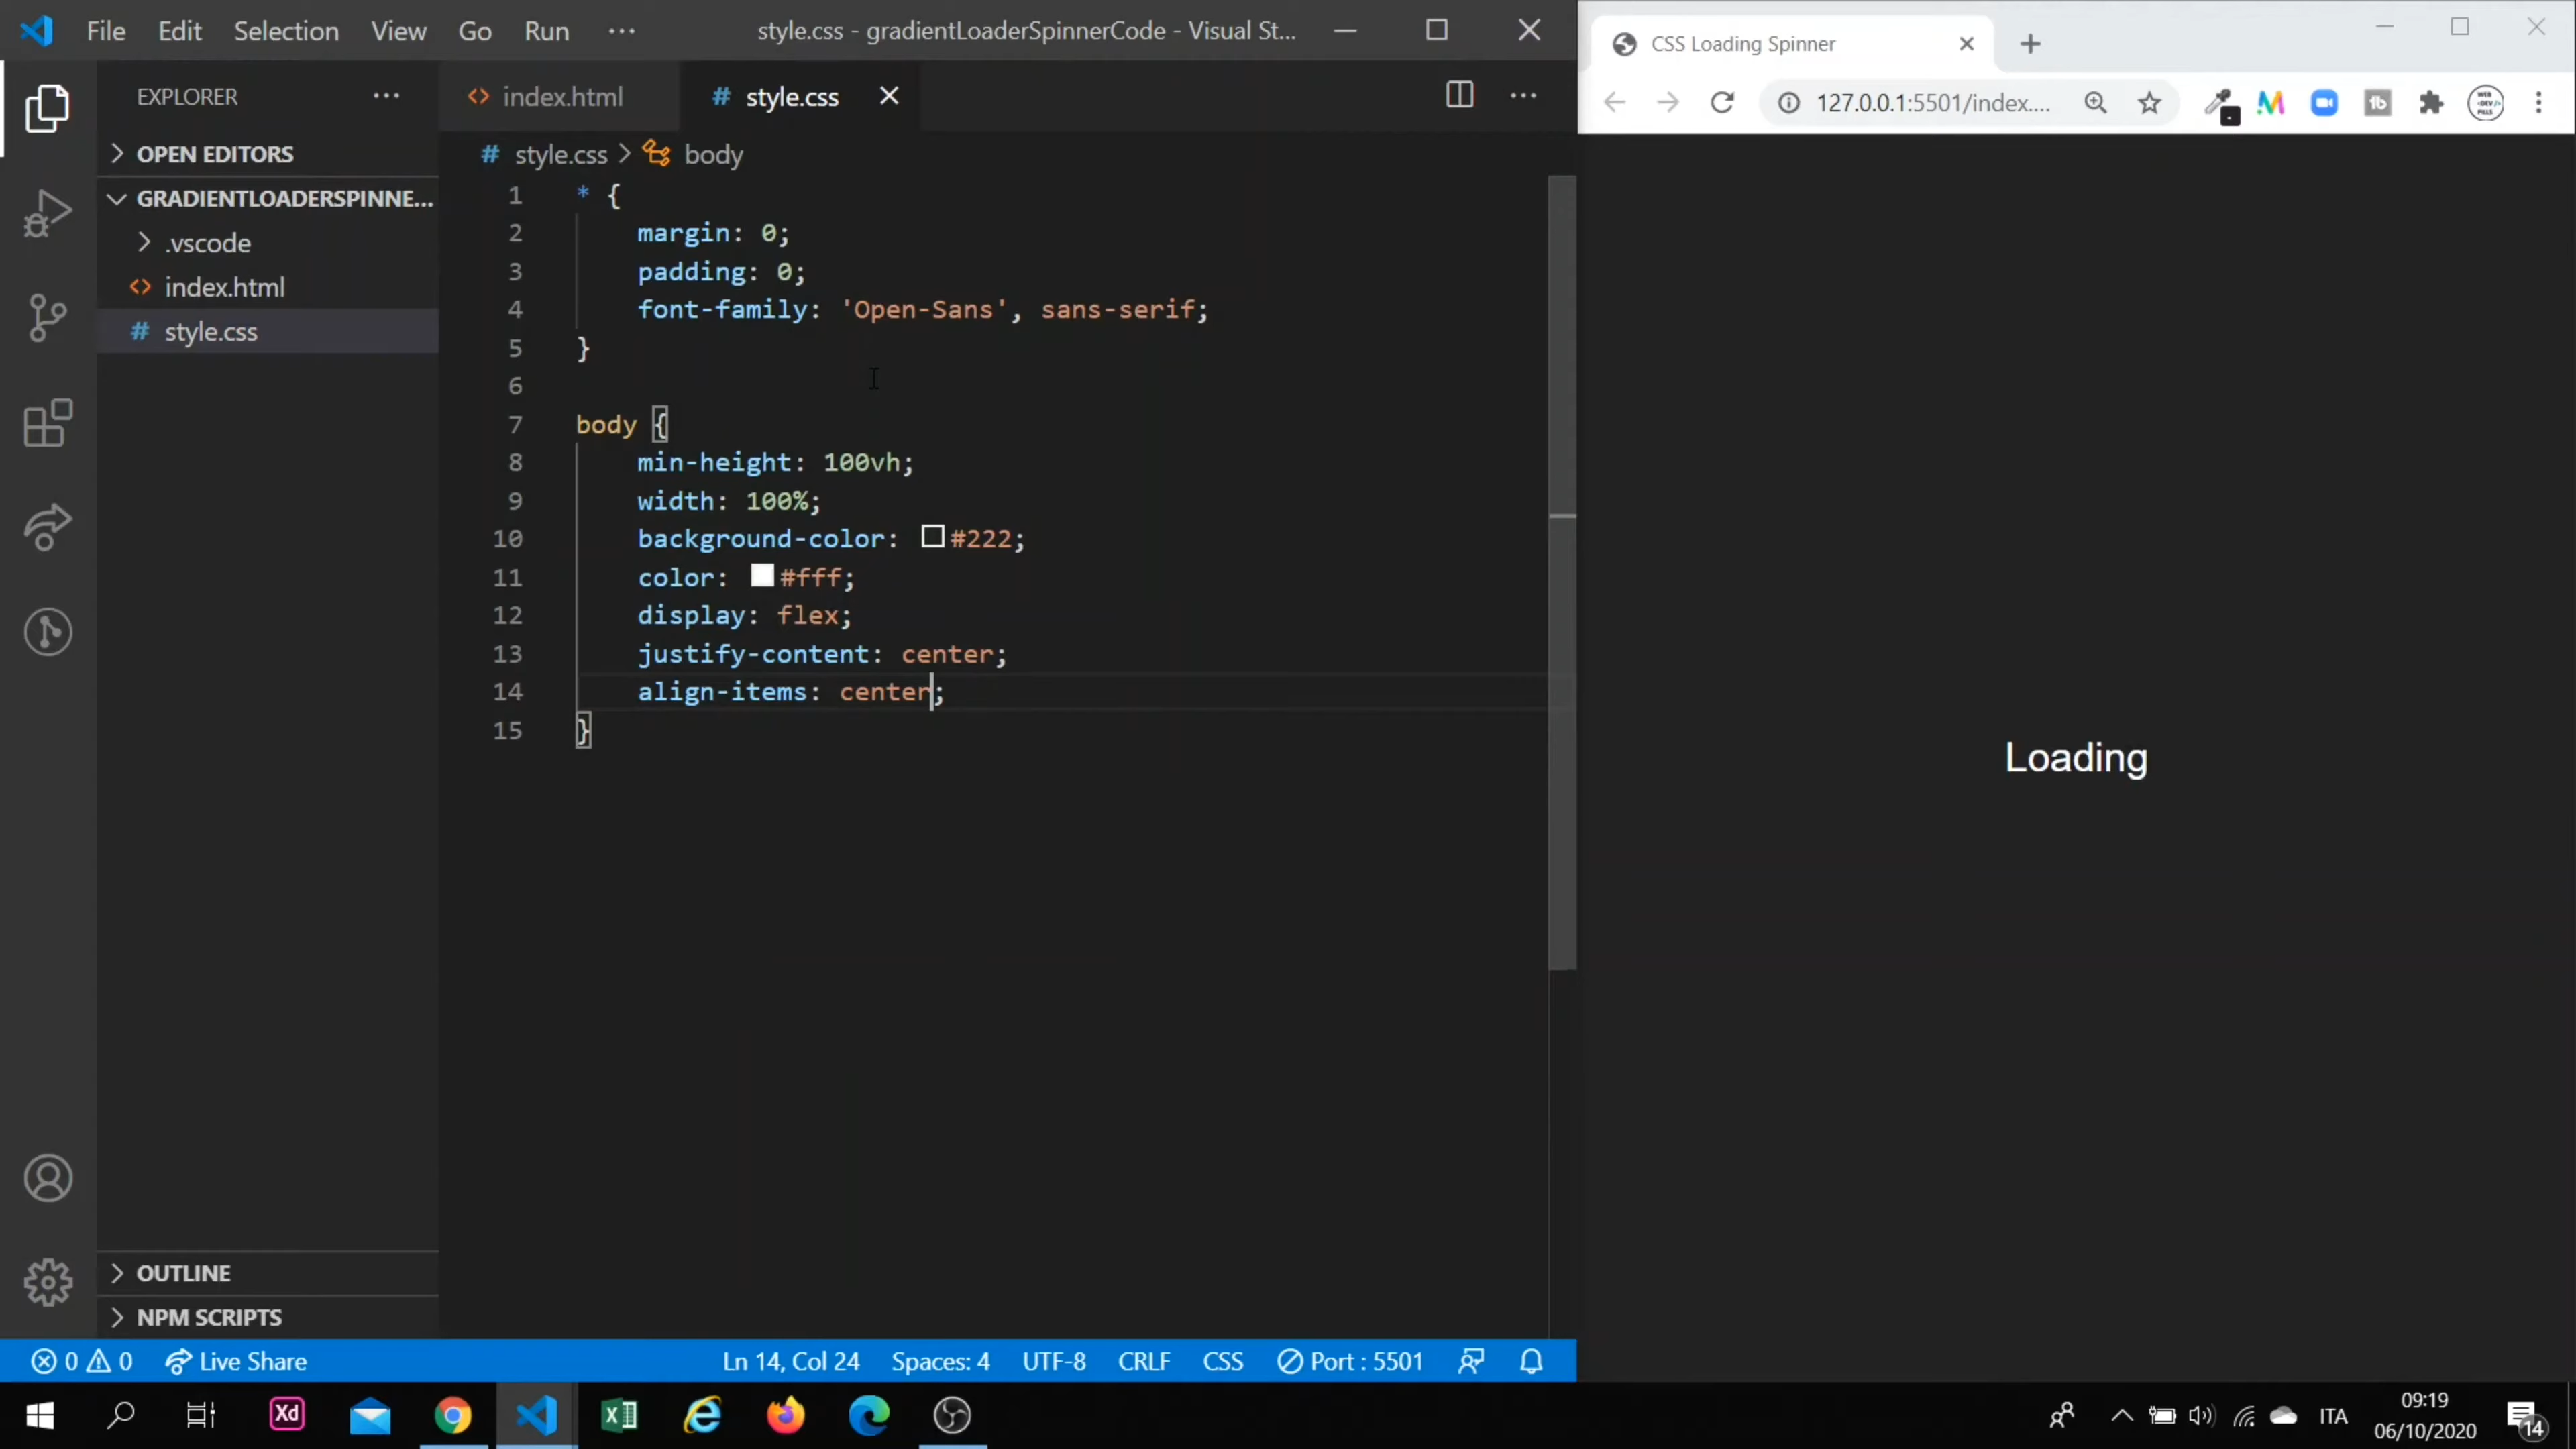 File Edit Selection View Go Run ··· style.css - gradientLoaderSpinnerCode - Visual St...
EXPLORER ···
OPEN EDITORS
GRADIENTLOADERSPINNE...
.vscode
index.html
style.css
index.html
style.css
style.css > body
1 * {
2 margin: 0;
3 padding: 0;
4 font-family: 'Open-Sans', sans-serif;
5 }
6
7 body {
8 min-height: 100vh;
9 width: 100%;
10 background-color: #222;
11 color: #fff;
12 display: flex;
13 justify-content: center;
14 align-items: center;
15 }
OUTLINE
NPM SCRIPTS
0 0 Live Share Ln 14, Col 24 Spaces: 4 UTF-8 CRLF CSS Port : 5501
CSS Loading Spinner
127.0.0.1:5501/index....
WEB
<DEV/>
PILLS
Loading
Xd
ITA
09:19
06/10/2020
14